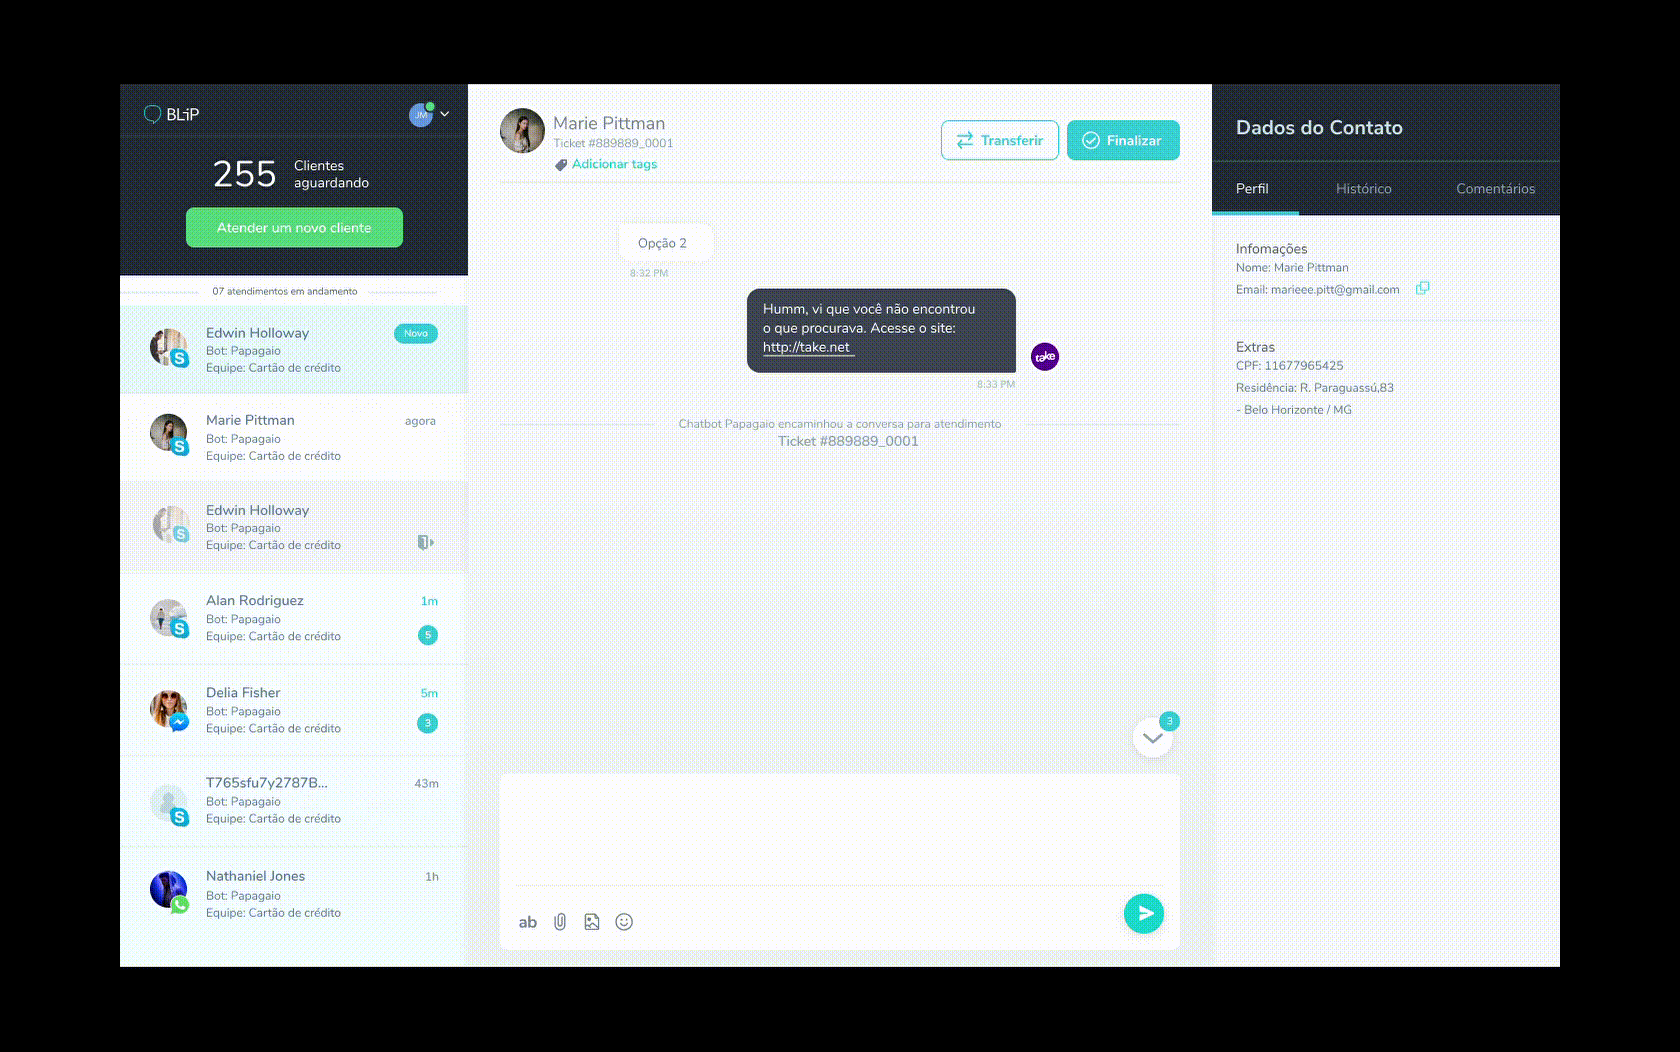 BLiP
JM
255
Clientes
aguardando
Atender um novo cliente
07 atendimentos em andamento
Edwin Holloway
Novo
Bot: Papagaio
Equipe: Cartão de crédito
Marie Pittman
agora
Bot: Papagaio
Equipe: Cartão de crédito
Edwin Holloway
Bot: Papagaio
Equipe: Cartão de crédito
Alan Rodriguez
1m
Bot: Papagaio
Equipe: Cartão de crédito
5
Delia Fisher
5m
Bot: Papagaio
Equipe: Cartão de crédito
3
T765sfu7y2787B...
43m
Bot: Papagaio
Equipe: Cartão de crédito
Nathaniel Jones
1h
Bot: Papagaio
Equipe: Cartão de crédito
Marie Pittman
Ticket #889889_0001
Adicionar tags
Transferir
Finalizar
Opção 2
8:32 PM
Humm, vi que você não encontrou
o que procurava. Acesse o site:
http://take.net
take
8:33 PM
Chatbot Papagaio encaminhou a conversa para atendimento
Ticket #889889_0001
3
ab
Dados do Contato
Perfil
Histórico
Comentários
Infomações
Nome: Marie Pittman
Email: marieee.pitt@gmail.com
Extras
CPF: 11677965425
Residência: R. Paraguassú,83
- Belo Horizonte / MG